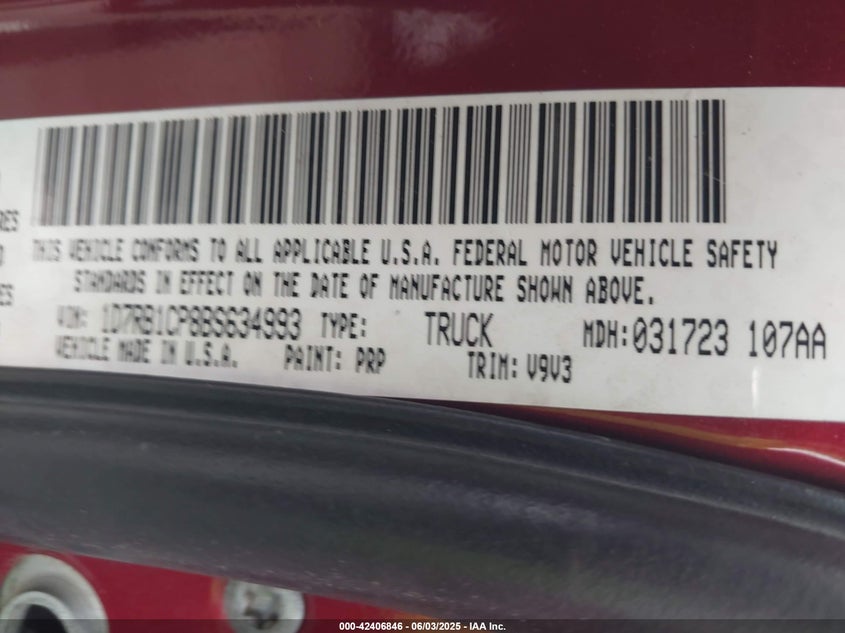 RES
ES
THIS VEHICLE CONFORMS TO ALL APPLICABLE U.S.A. FEDERAL MOTOR VEHICLE SAFETY
STANDARDS IN EFFECT ON THE DATE OF MANUFACTURE SHOWN ABOVE.
VIN: 1D7RB1CP8BS634993 TYPE: TRUCK MDH:031723 107AA
VEHICLE MADE IN U.S.A. PAINT: PRP TRIM: V9V3
000-42406846 - 06/03/2025 - IAA Inc.